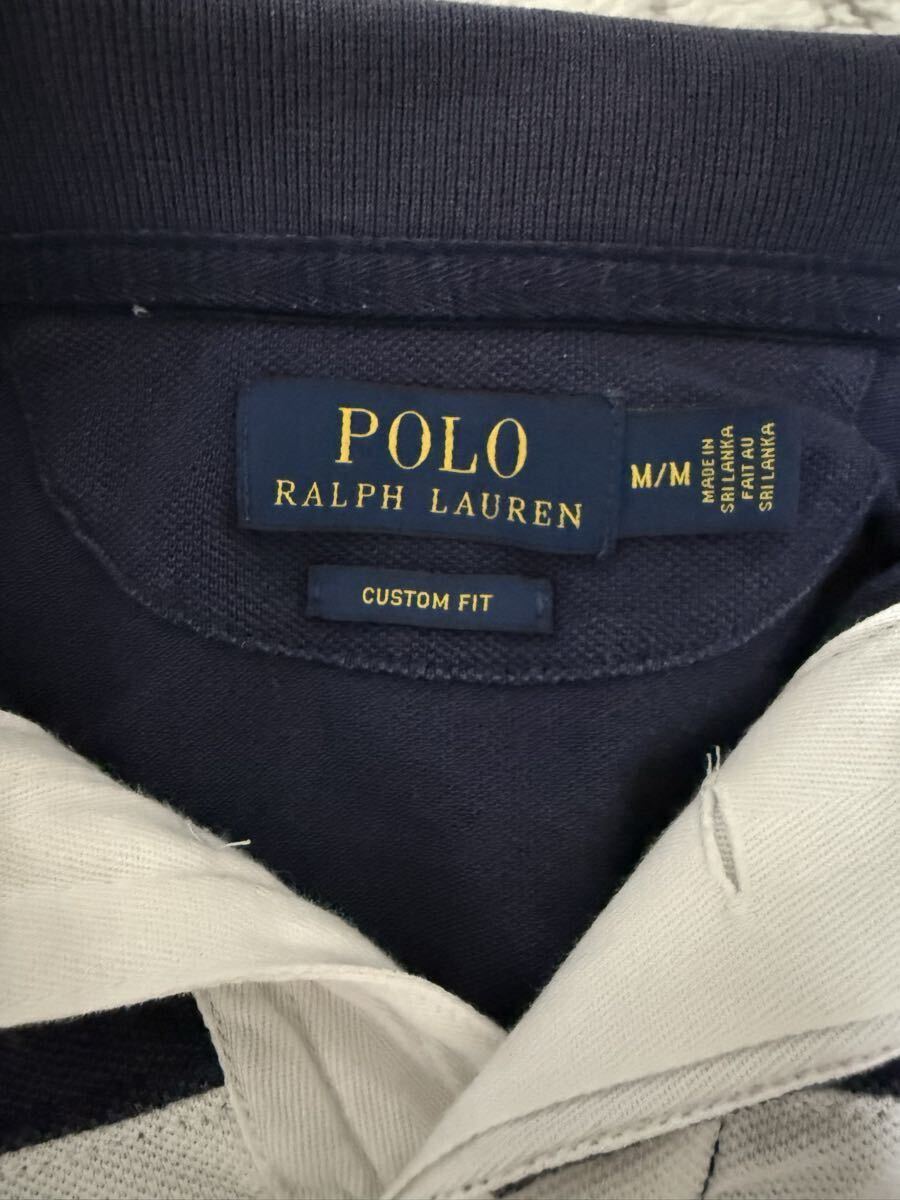 POLO
RALPH LAUREN
M/M
MADE IN
SRI LANKA
FAIT AU
SRI LANKA
CUSTOM FIT